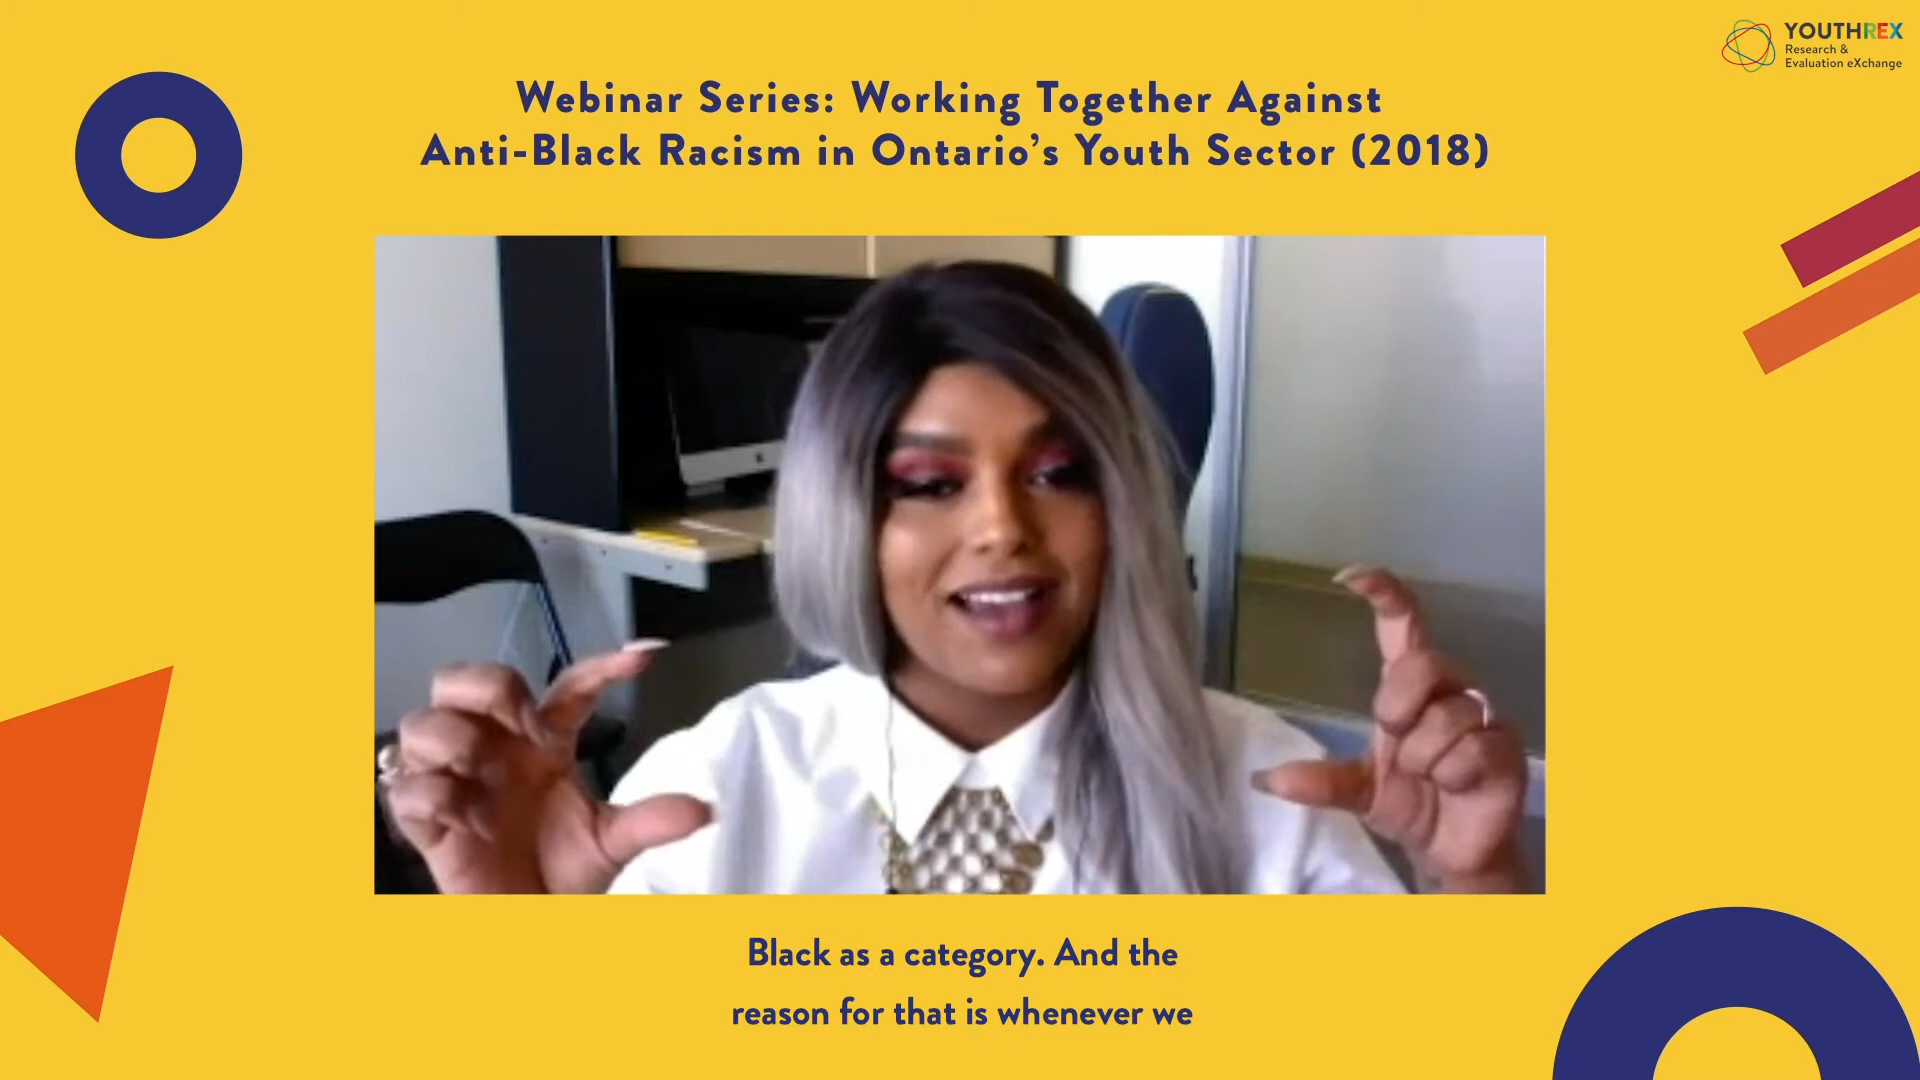 YOUTHREX
Research &
Evaluation eXchange
Webinar Series: Working Together Against
Anti-Black Racism in Ontario’s Youth Sector (2018)
Black as a category. And the
reason for that is whenever we